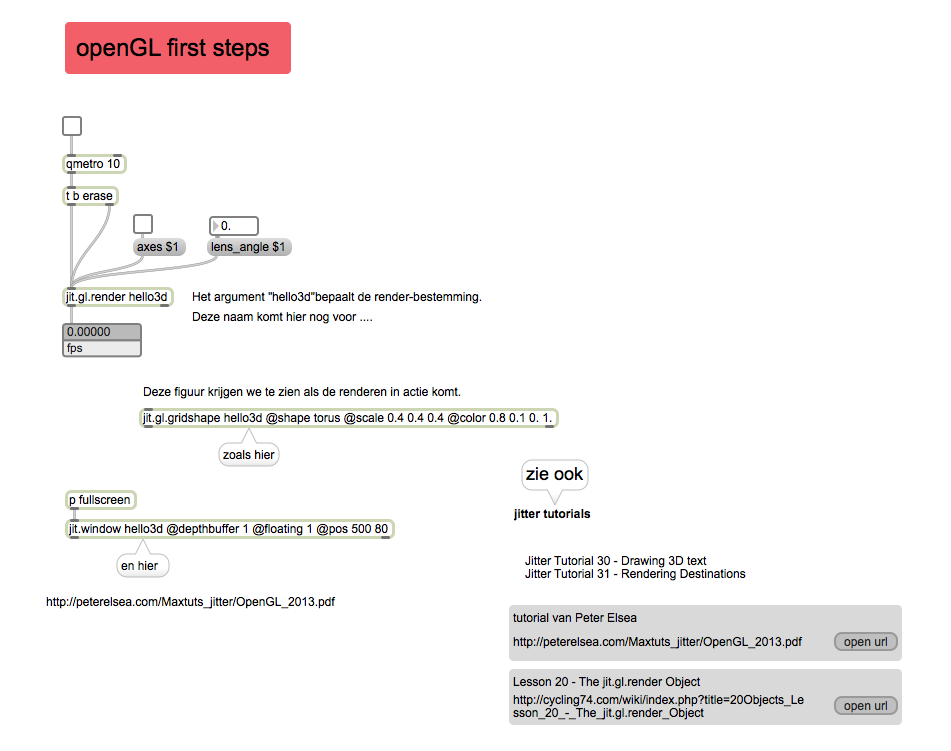 openGL first steps
qmetro 10
t b erase
axes $1
0.
lens_angle $1
jit.gl.render hello3d
Het argument "hello3d"bepaalt de render-bestemming.
Deze naam komt hier nog voor ....
0.00000
fps
Deze figuur krijgen we te zien als de renderen in actie komt.
jit.gl.gridshape hello3d @shape torus @scale 0.4 0.4 0.4 @color 0.8 0.1 0. 1.
zoals hier
p fullscreen
jit.window hello3d @depthbuffer 1 @floating 1 @pos 500 80
en hier
http://peterelsea.com/Maxtuts_jitter/OpenGL_2013.pdf
zie ook
jitter tutorials
Jitter Tutorial 30 - Drawing 3D text
Jitter Tutorial 31 - Rendering Destinations
tutorial van Peter Elsea
http://peterelsea.com/Maxtuts_jitter/OpenGL_2013.pdf
open url
Lesson 20 - The jit.gl.render Object
http://cycling74.com/wiki/index.php?title=20Objects_Le
sson_20_-_The_jit.gl.render_Object
open url